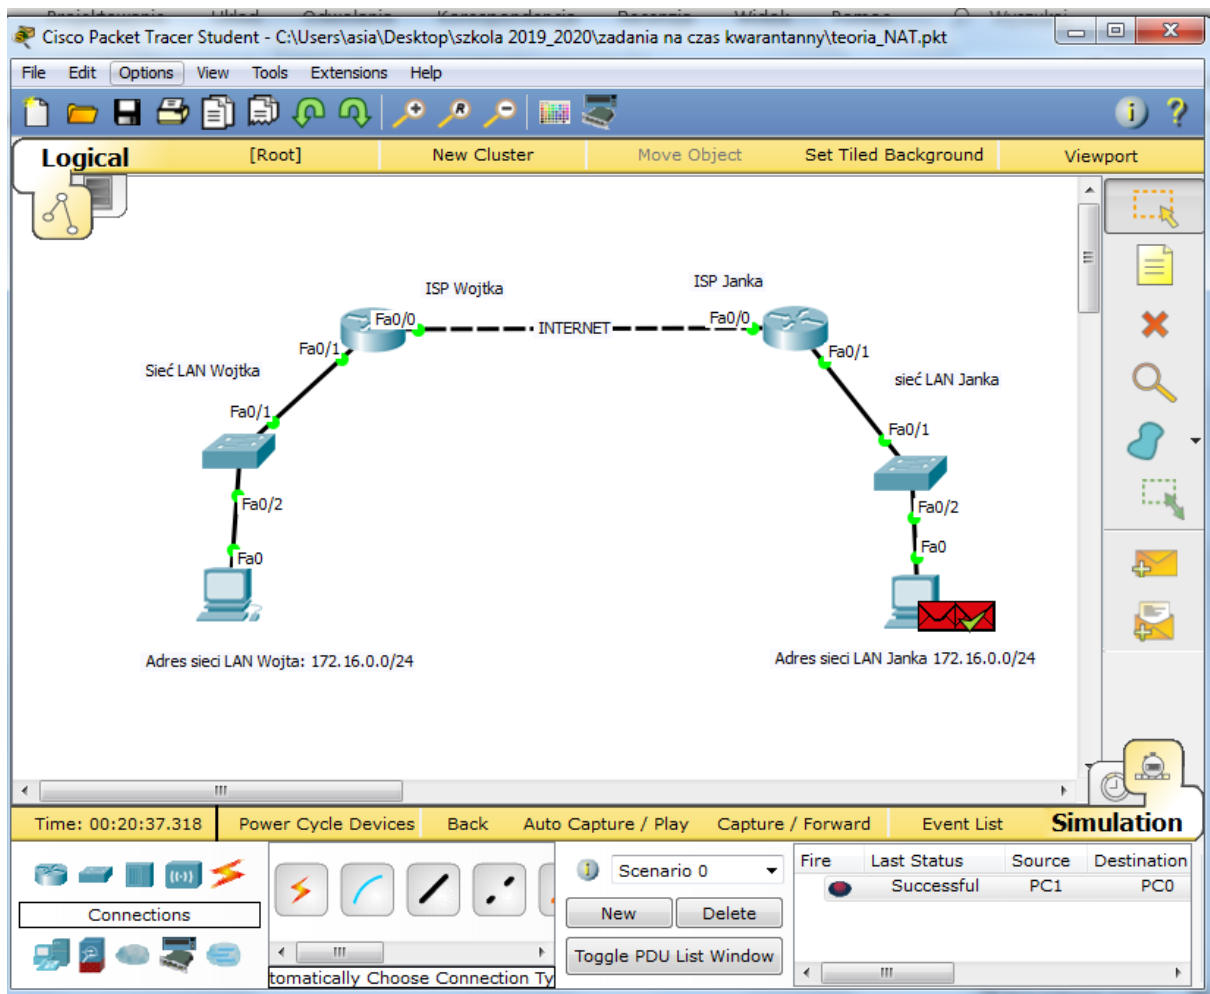 Cisco Packet Tracer Student - C:\Users\asia\Desktop\szkola 2019_2020\zadania na czas kwarantanny\teoria_NAT.pkt
File Edit Options View Tools Extensions Help
Logical [Root] New Cluster Move Object Set Tiled Background Viewport
ISP Wojtka
ISP Janka
Fa0/0 INTERNET Fa0/0
Fa0/1
Fa0/1
Sieć LAN Wojtka
sieć LAN Janka
Fa0/1
Fa0/1
Fa0/2
Fa0/2
Fa0
Fa0
Adres sieci LAN Wojta: 172.16.0.0/24
Adres sieci LAN Janka 172.16.0.0/24
Time: 00:20:37.318 Power Cycle Devices Back Auto Capture / Play Capture / Forward Event List Simulation
Connections
Scenario 0
New Delete
Toggle PDU List Window
Fire Last Status Source Destination
Successful PC1 PC0
tomatically Choose Connection Ty